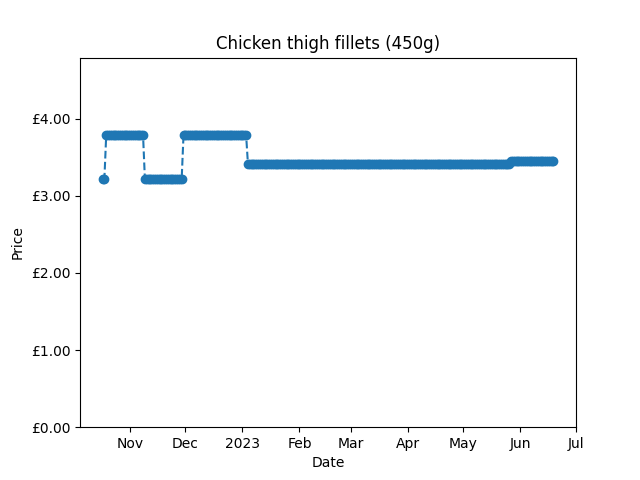 Chicken thigh fillets (450g)
£4.00
£3.00
£2.00
£1.00
£0.00
Price
Nov Dec 2023 Feb Mar Apr May Jun Jul
Date